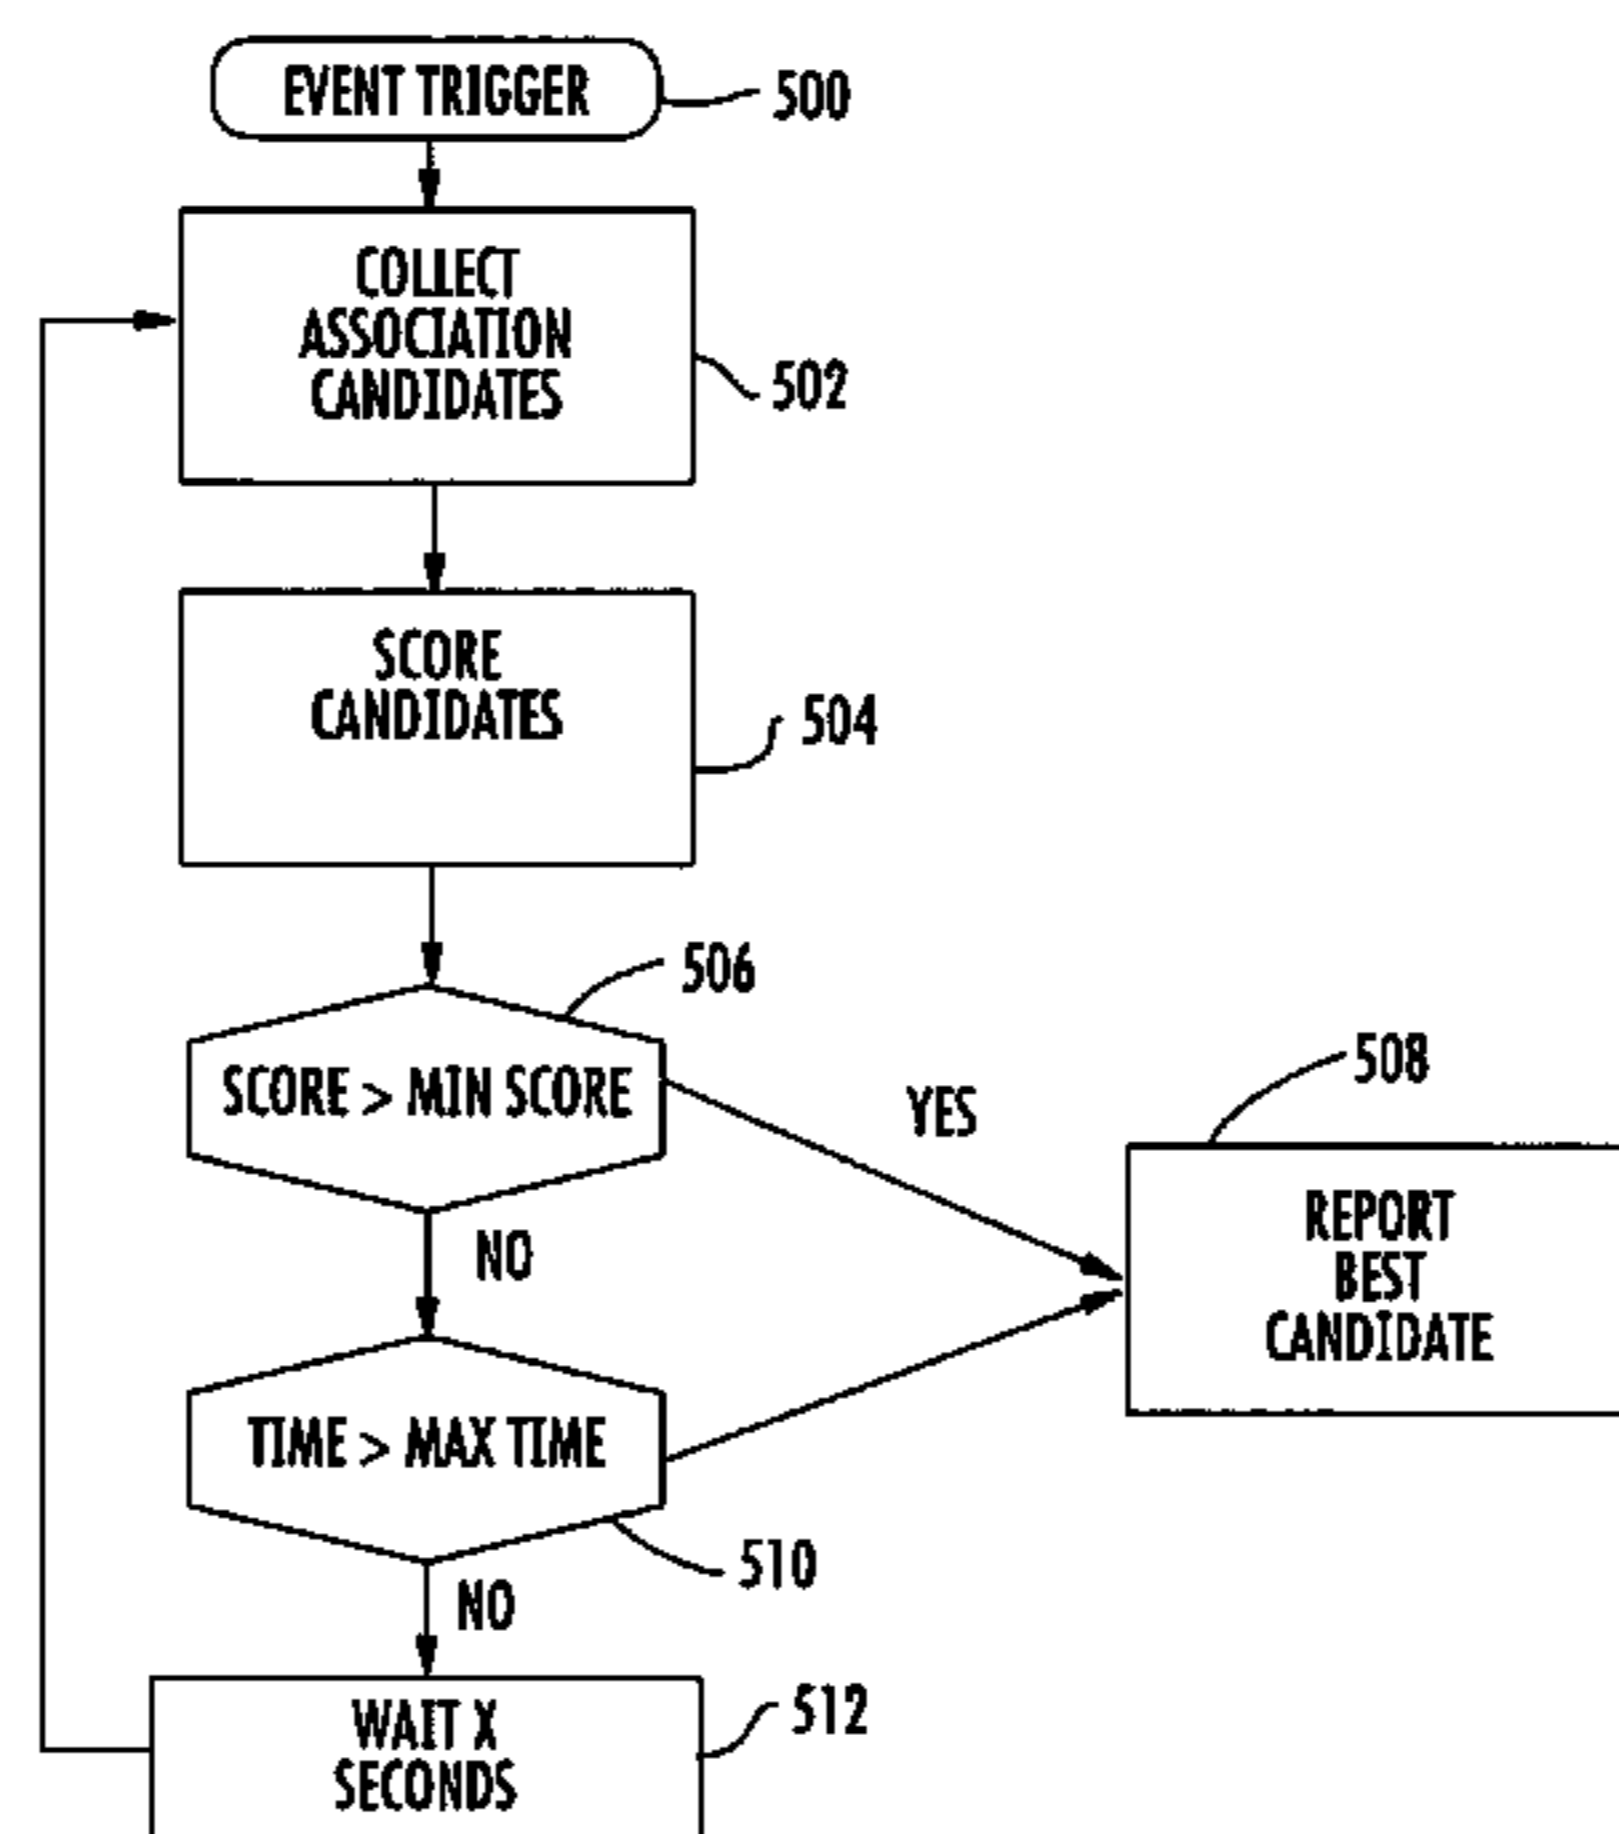 EVENT TRIGGER
500
COLLECT
ASSOCIATION
CANDIDATES
502
SCORE
CANDIDATES
504
506
SCORE > MIN SCORE
YES
508
REPORT
BEST
CANDIDATE
NO
TIME > MAX TIME
510
NO
WAIT X
SECONDS
512